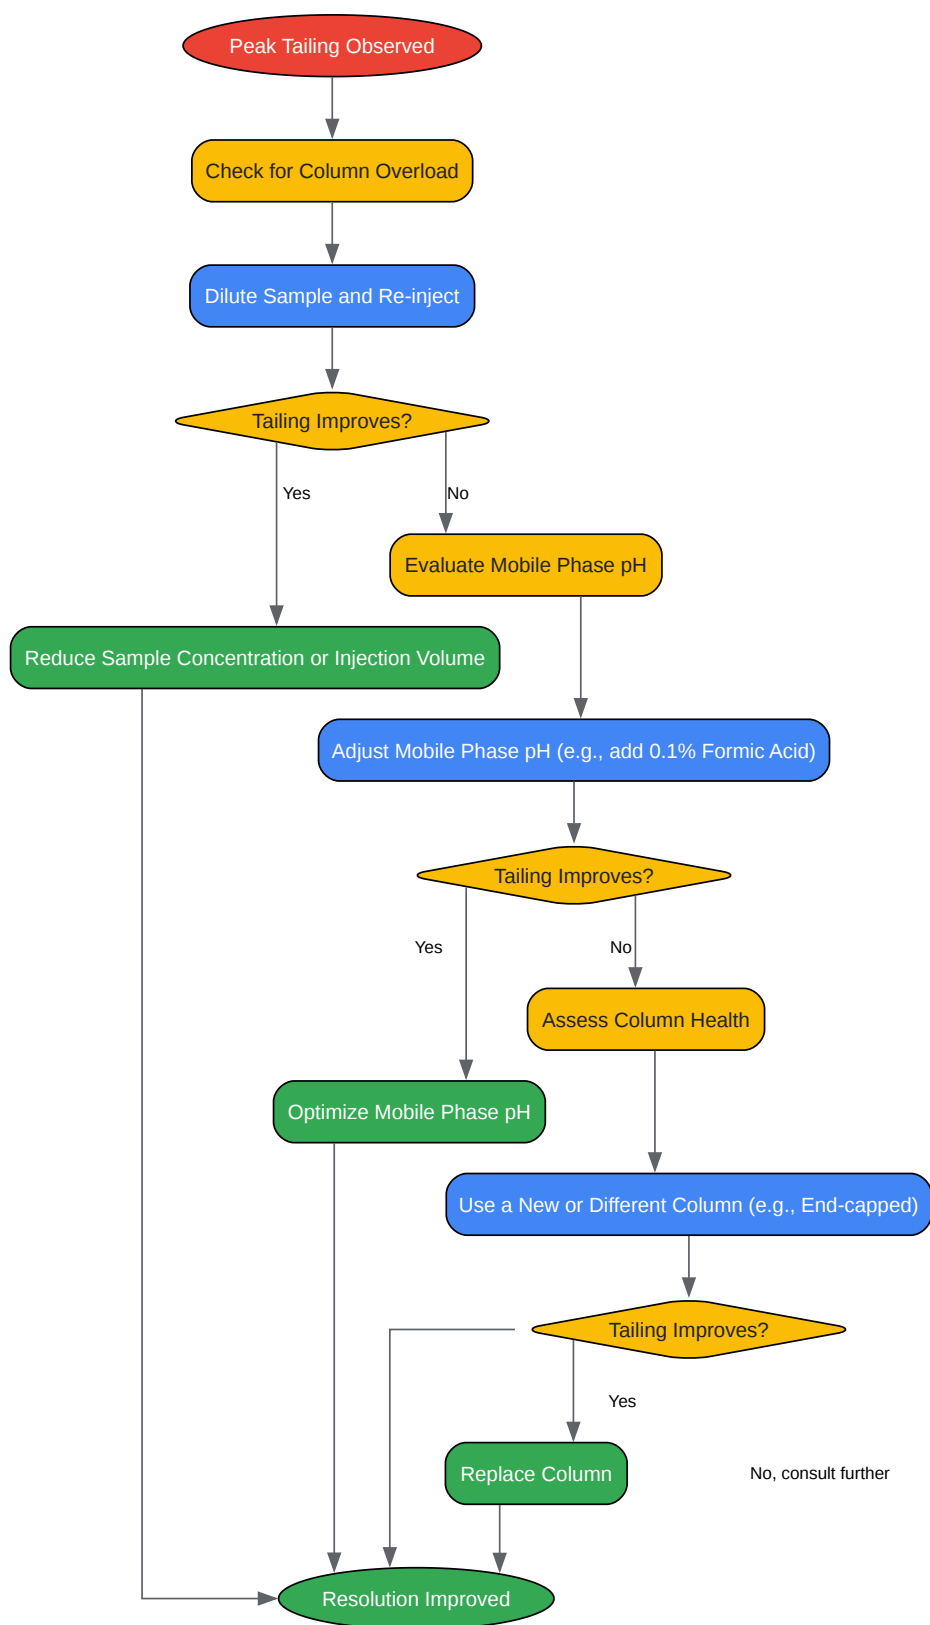 Peak Tailing Observed
Check for Column Overload
Dilute Sample and Re-inject
Tailing Improves?
Yes
No
Evaluate Mobile Phase pH
Reduce Sample Concentration or Injection Volume
Adjust Mobile Phase pH (e.g., add 0.1% Formic Acid)
Tailing Improves?
Yes
No
Assess Column Health
Optimize Mobile Phase pH
Use a New or Different Column (e.g., End-capped)
Tailing Improves?
Yes
Replace Column
No, consult further
Resolution Improved